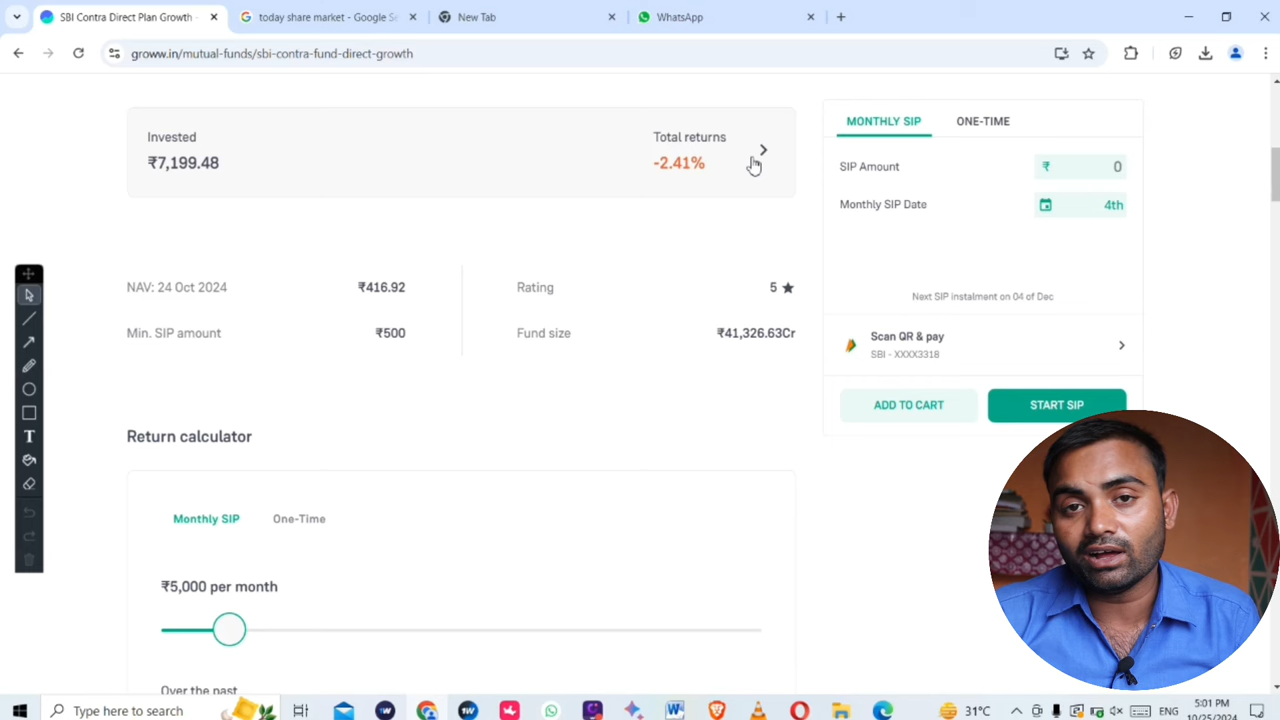 SBI Contra Direct Plan Growth -
today share market - Google Se
New Tab
WhatsApp
groww.in/mutual-funds/sbi-contra-fund-direct-growth
Invested
Total returns
₹7,199.48
-2.41%
MONTHLY SIP
ONE-TIME
SIP Amount
₹
0
Monthly SIP Date
4th
NAV: 24 Oct 2024
₹416.92
Rating
5 ★
Min. SIP amount
₹500
Fund size
₹41,326.63Cr
Next SIP instalment on 04 of Dec
Scan QR & pay
SBI - XXXX3318
ADD TO CART
START SIP
Return calculator
Monthly SIP
One-Time
₹5,000 per month
Over the past
T
Type here to search
31°C
ENG
5:01 PM